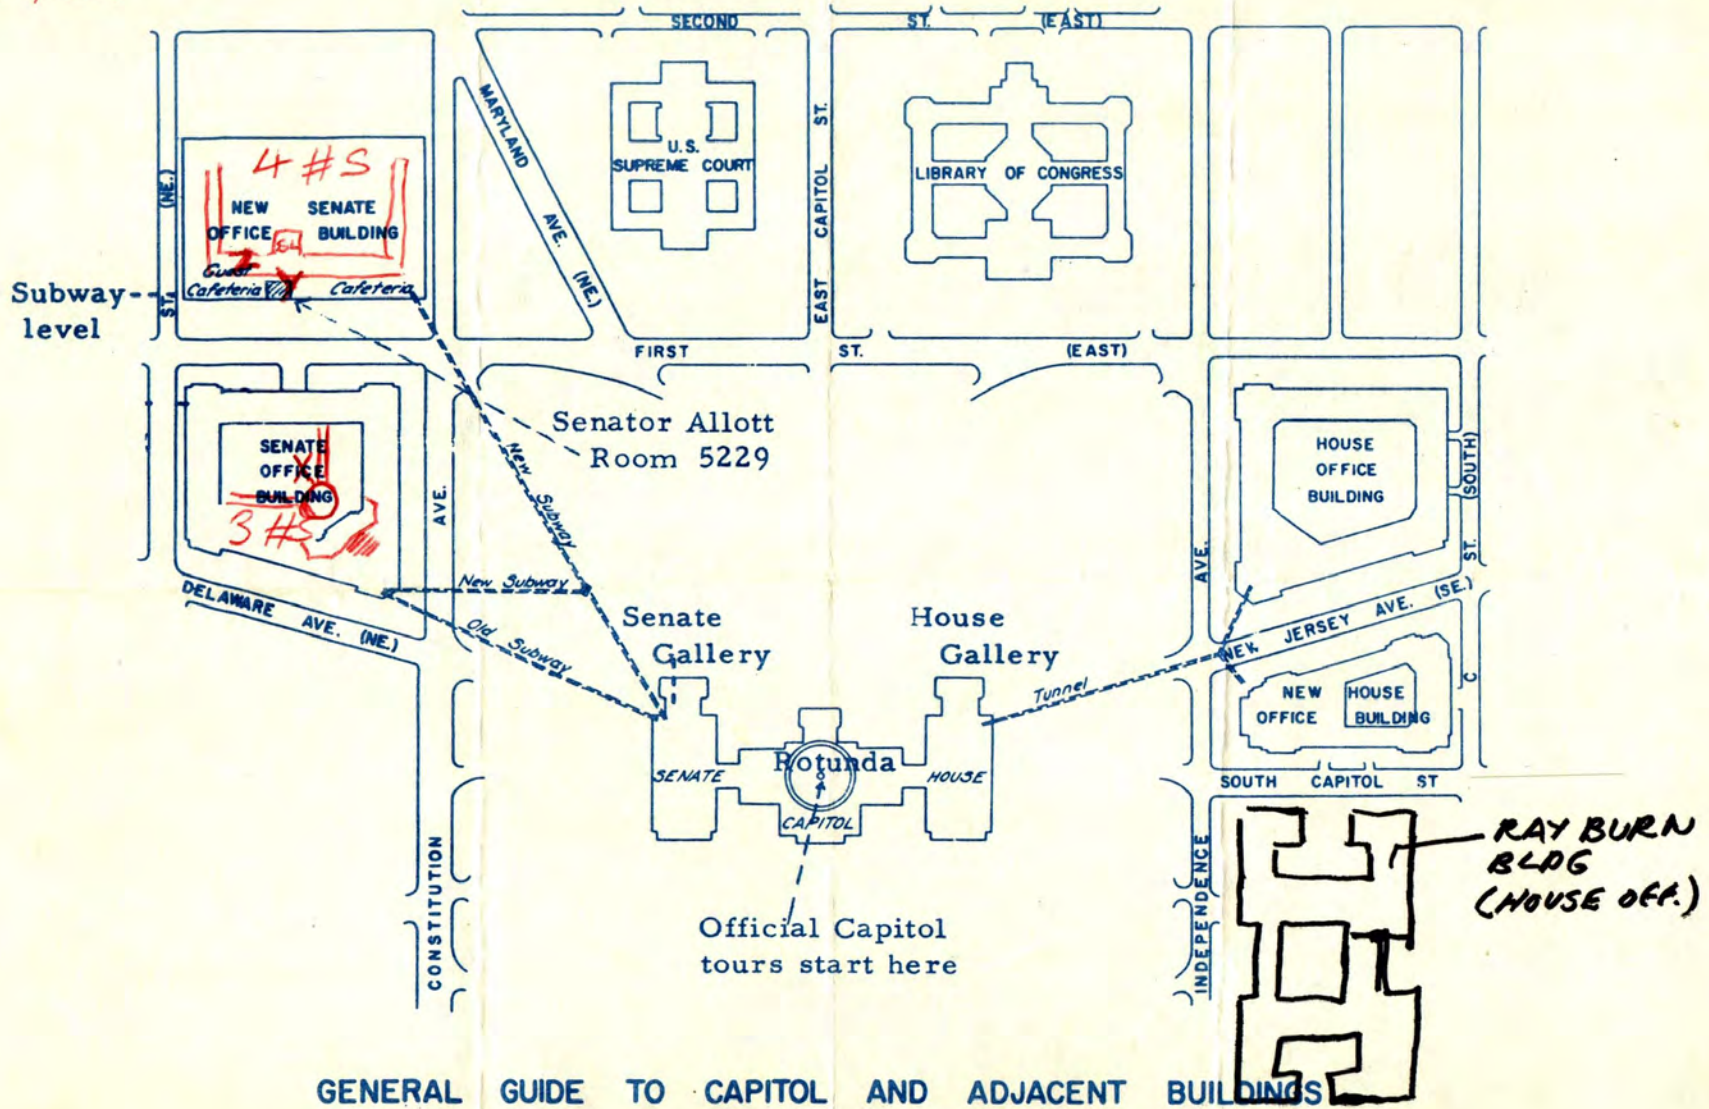 SECOND ST. (EAST)
MARYLAND AVE. (NE.)
U.S.
SUPREME COURT
EAST CAPITOL ST.
LIBRARY OF CONGRESS
(NE.)
ST.
4 #S
NEW SENATE
OFFICE BUILDING
EL
Z
Y
Guest
Cafeteria
Cafeteria
Subway
level
FIRST ST. (EAST)
Senator Allott
Room 5229
SENATE
OFFICE
BUILDING
X
3 #S
AVE.
New Subway
New Subway
Old Subway
DELAWARE AVE. (NE.)
HOUSE
OFFICE
BUILDING
(SOUTH)
ST.
C
AVE.
NEW JERSEY AVE. (SE.)
Senate
Gallery
House
Gallery
Tunnel
NEW HOUSE
OFFICE BUILDING
SENATE
Rotunda
HOUSE
CAPITOL
SOUTH CAPITOL ST
CONSTITUTION
INDEPENDENCE
RAY BURN
BLDG
(HOUSE OFF.)
Official Capitol
tours start here
GENERAL GUIDE TO CAPITOL AND ADJACENT BUILDINGS